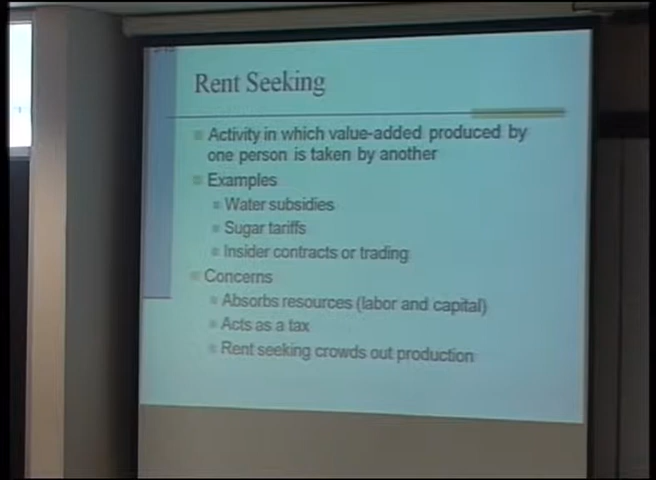 Rent Seeking
Activity in which value-added produced by
one person is taken by another
Examples
Water subsidies
Sugar tariffs
Insider contracts or trading
Concerns
Absorbs resources (labor and capital)
Acts as a tax
Rent seeking crowds out production